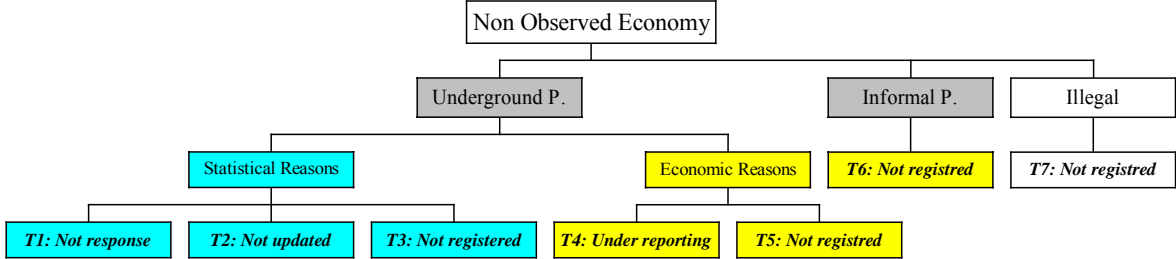 Non Observed Economy
Underground P.
Informal P.
Illegal
Statistical Reasons
Economic Reasons
T6: Not registred
T7: Not registred
T1: Not response
T2: Not updated
T3: Not registered
T4: Under reporting
T5: Not registred